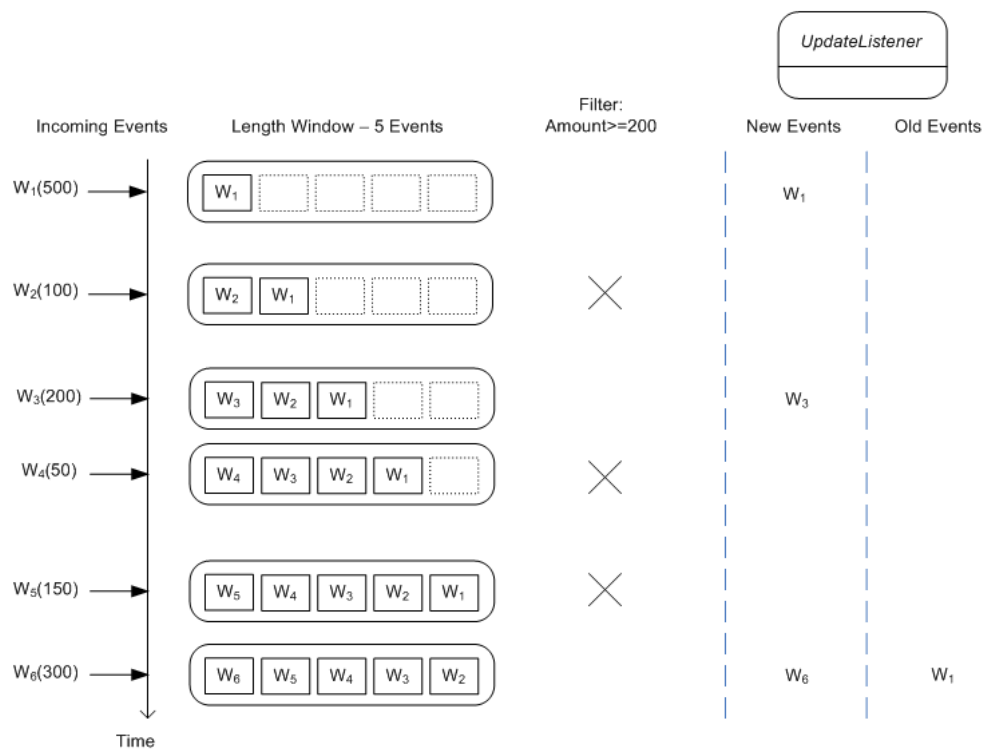 UpdateListener
Filter:
Incoming Events Length Window – 5 Events Amount>=200 New Events Old Events
W₁(500) W₁ W₁
W₂(100) W₂ W₁
W₃(200) W₃ W₂ W₁ W₃
W₄(50) W₄ W₃ W₂ W₁
W₅(150) W₅ W₄ W₃ W₂ W₁
W₆(300) W₆ W₅ W₄ W₃ W₂ W₆ W₁
Time